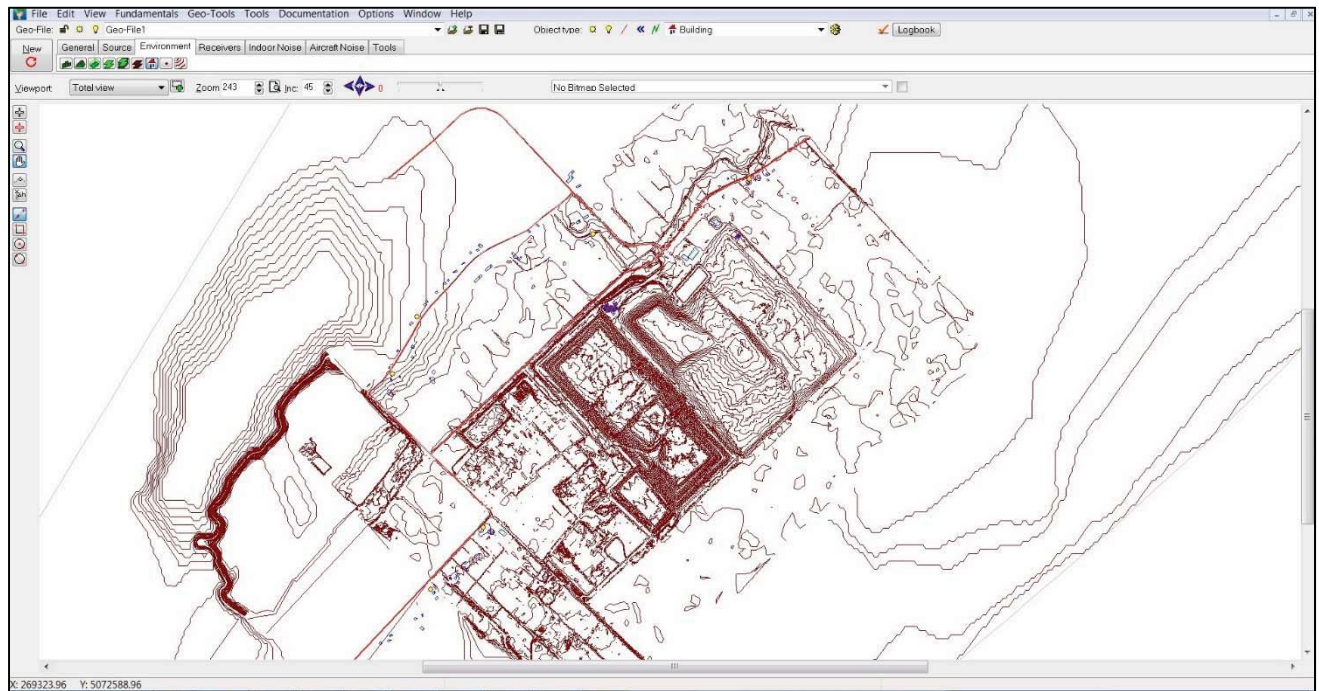 File Edit View Fundamentals Geo-Tools Tools Documentation Options Window Help
Geo-File: Geo-File1 Object type: Building Logbook
New General Source Environment Receivers Indoor Noise Aircraft Noise Tools
Viewport Total view Zoom 243 Inc: 45 0 No Bitmap Selected
X: 269323.96 Y: 5072588.96